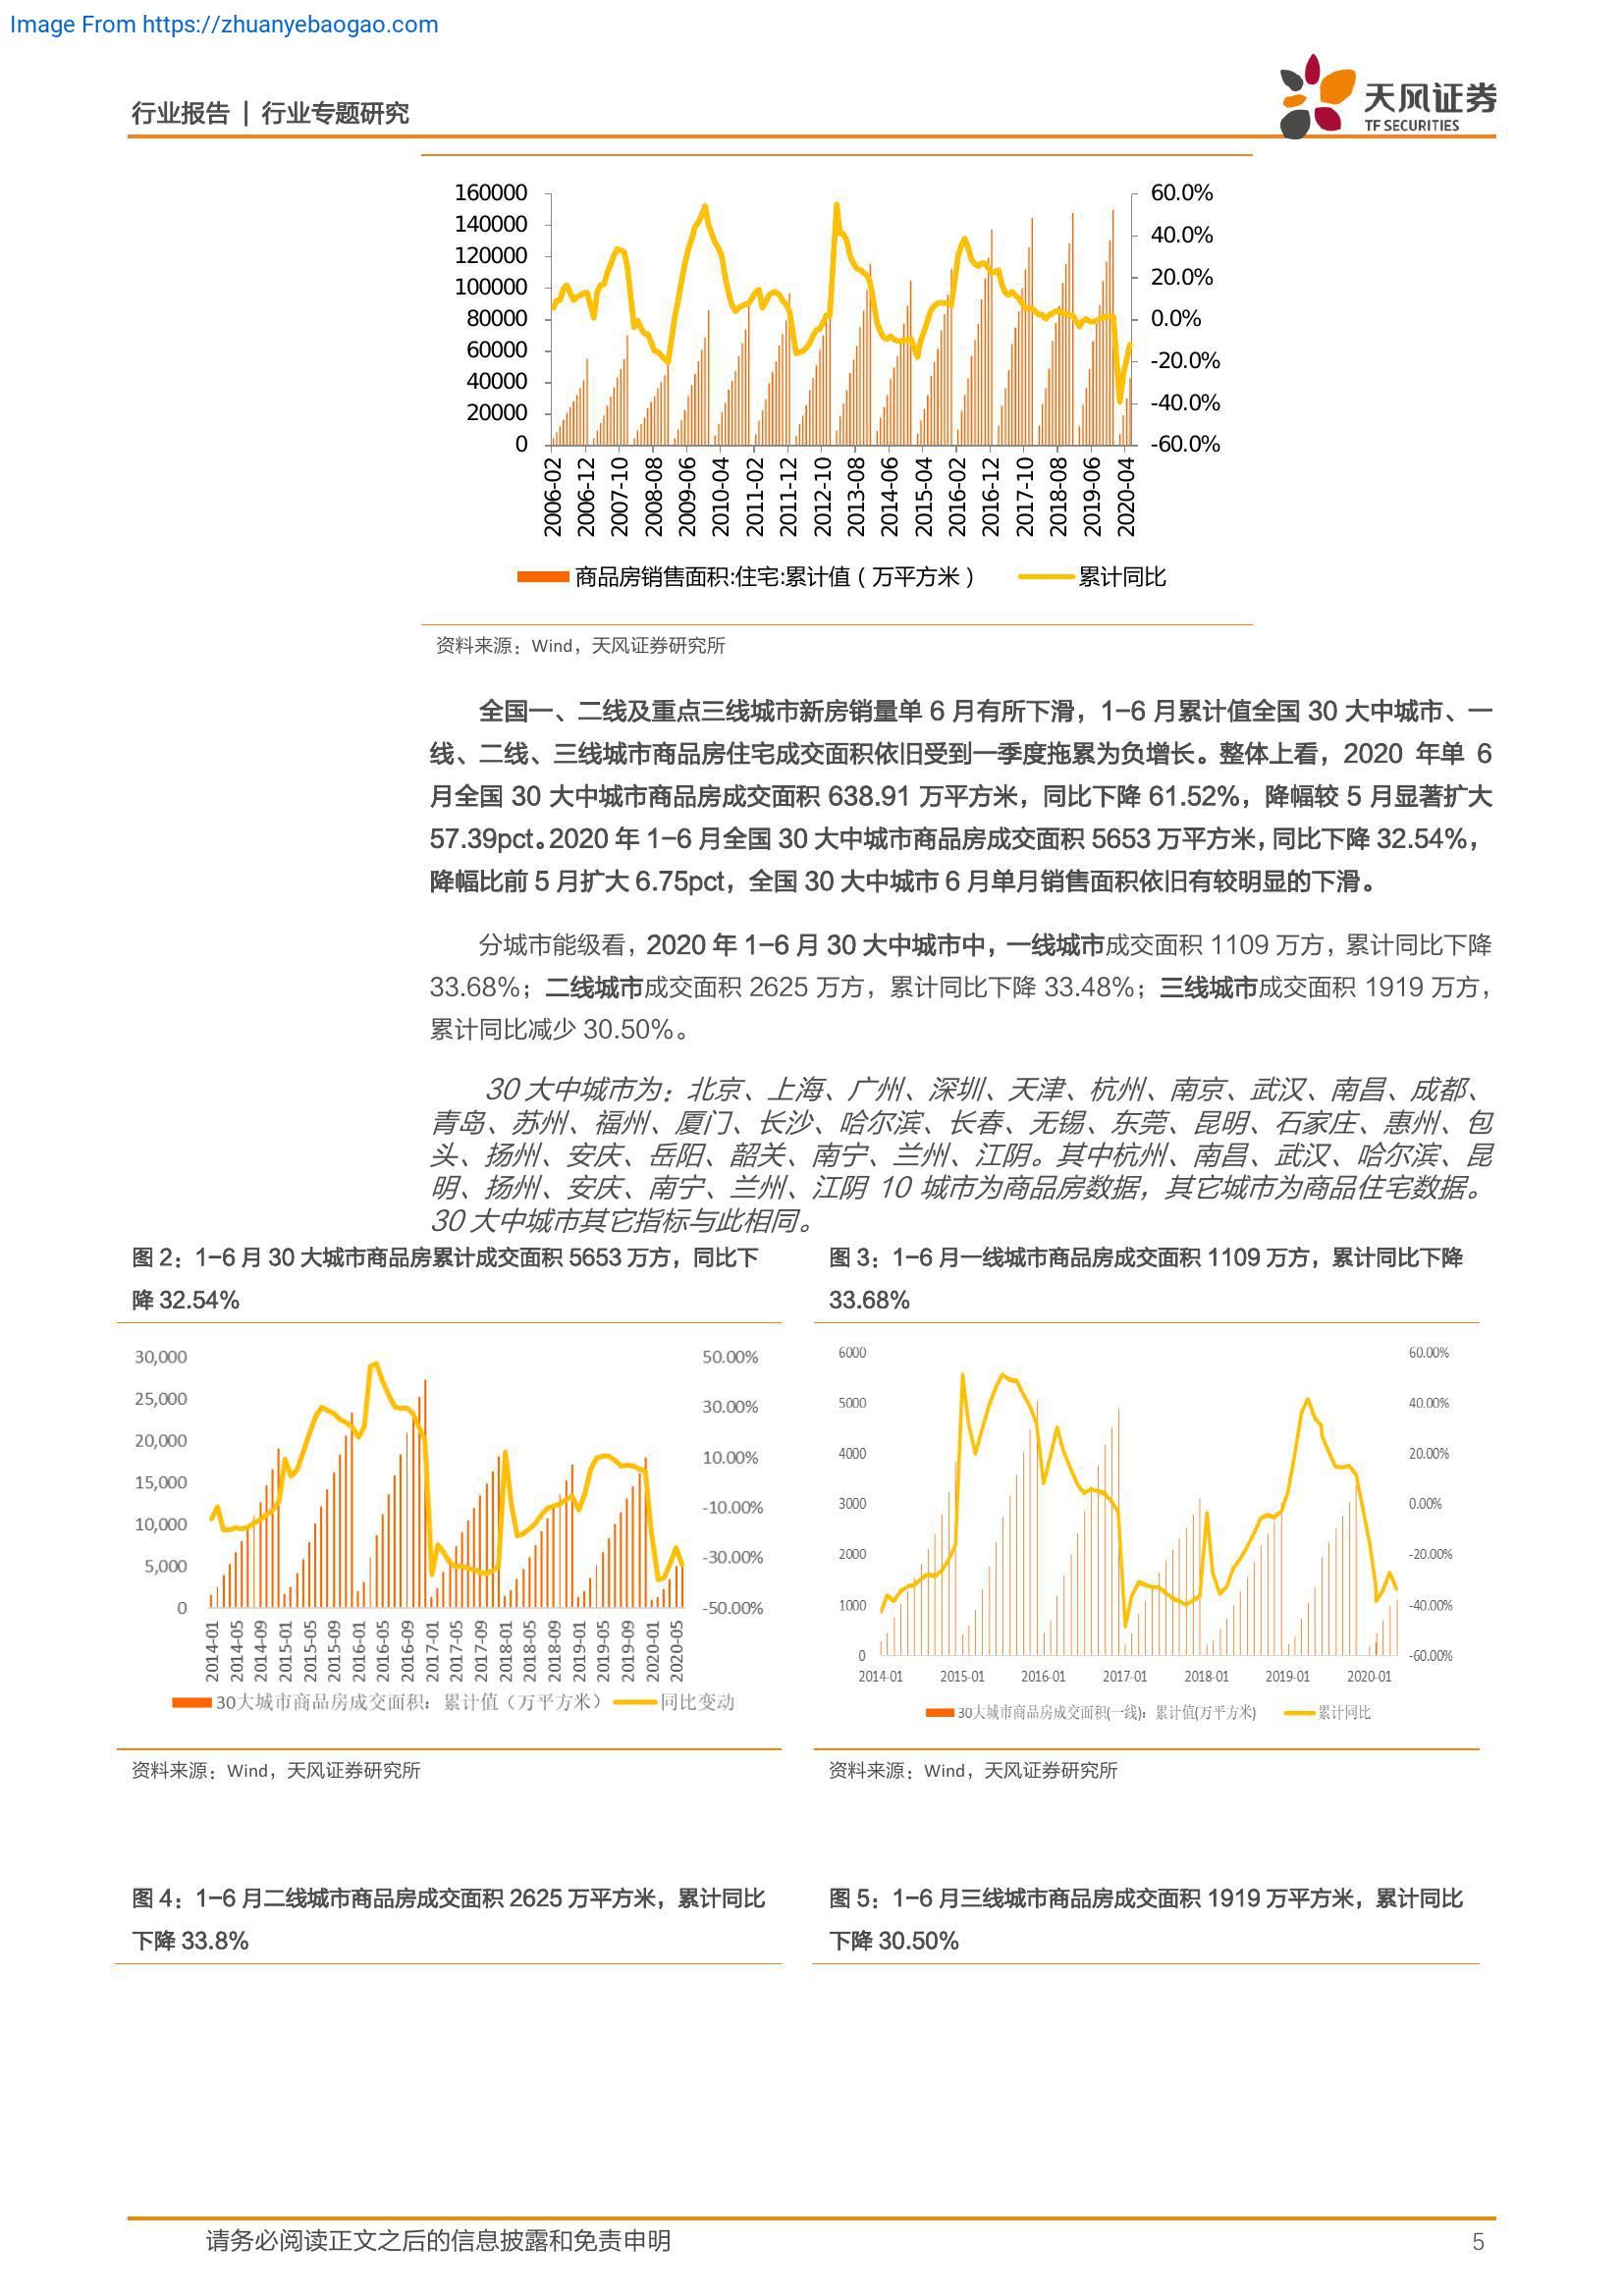 Image From https://zhuanyebaogao.com
行业报告 | 行业专题研究
天风证券
TF SECURITIES
160000
140000
120000
100000
80000
60000
40000
20000
0
60.0%
40.0%
20.0%
0.0%
-20.0%
-40.0%
-60.0%
2006-02
2006-12
2007-10
2008-08
2009-06
2010-04
2011-02
2011-12
2012-10
2013-08
2014-06
2015-04
2016-02
2016-12
2017-10
2018-08
2019-06
2020-04
商品房销售面积:住宅:累计值（万平方米） 累计同比
资料来源：Wind，天风证券研究所
全国一、二线及重点三线城市新房销量单 6 月有所下滑，1-6 月累计值全国 30 大中城市、一
线、二线、三线城市商品房住宅成交面积依旧受到一季度拖累为负增长。整体上看，2020 年单 6
月全国 30 大中城市商品房成交面积 638.91 万平方米，同比下降 61.52%，降幅较 5 月显著扩大
57.39pct。2020 年 1-6 月全国 30 大中城市商品房成交面积 5653 万平方米，同比下降 32.54%，
降幅比前 5 月扩大 6.75pct，全国 30 大中城市 6 月单月销售面积依旧有较明显的下滑。
分城市能级看，2020 年 1-6 月 30 大中城市中，一线城市成交面积 1109 万方，累计同比下降
33.68%；二线城市成交面积 2625 万方，累计同比下降 33.48%；三线城市成交面积 1919 万方，
累计同比减少 30.50%。
30 大中城市为：北京、上海、广州、深圳、天津、杭州、南京、武汉、南昌、成都、
青岛、苏州、福州、厦门、长沙、哈尔滨、长春、无锡、东莞、昆明、石家庄、惠州、包
头、扬州、安庆、岳阳、韶关、南宁、兰州、江阴。其中杭州、南昌、武汉、哈尔滨、昆
明、扬州、安庆、南宁、兰州、江阴 10 城市为商品房数据，其它城市为商品住宅数据。
30 大中城市其它指标与此相同。
图 2：1-6 月 30 大城市商品房累计成交面积 5653 万方，同比下
降 32.54%
30,000
25,000
20,000
15,000
10,000
5,000
0
50.00%
30.00%
10.00%
-10.00%
-30.00%
-50.00%
2014-01
2014-05
2014-09
2015-01
2015-05
2015-09
2016-01
2016-05
2016-09
2017-01
2017-05
2017-09
2018-01
2018-05
2018-09
2019-01
2019-05
2019-09
2020-01
2020-05
30大城市商品房成交面积：累计值（万平方米） 同比变动
资料来源：Wind，天风证券研究所
图 3：1-6 月一线城市商品房成交面积 1109 万方，累计同比下降
33.68%
6000
5000
4000
3000
2000
1000
0
60.00%
40.00%
20.00%
0.00%
-20.00%
-40.00%
-60.00%
2014-01
2015-01
2016-01
2017-01
2018-01
2019-01
2020-01
30大城市商品房成交面积(一线)：累计值(万平方米) 累计同比
资料来源：Wind，天风证券研究所
图 4：1-6 月二线城市商品房成交面积 2625 万平方米，累计同比
下降 33.8%
图 5：1-6 月三线城市商品房成交面积 1919 万平方米，累计同比
下降 30.50%
请务必阅读正文之后的信息披露和免责申明
5